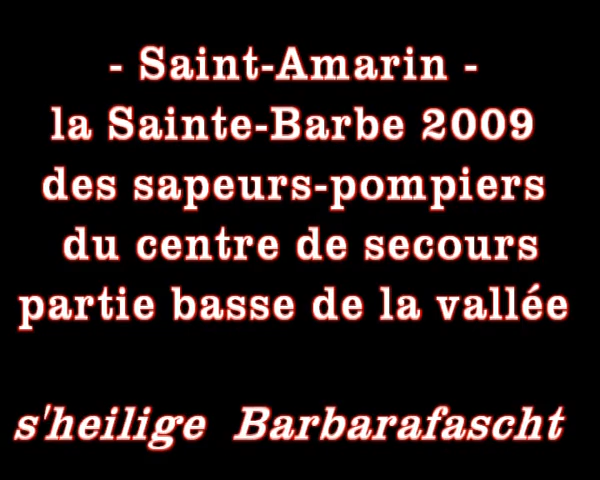 - Saint-Amarin -
la Sainte-Barbe 2009
des sapeurs-pompiers
du centre de secours
partie basse de la vallée
s'heilige Barbarafascht